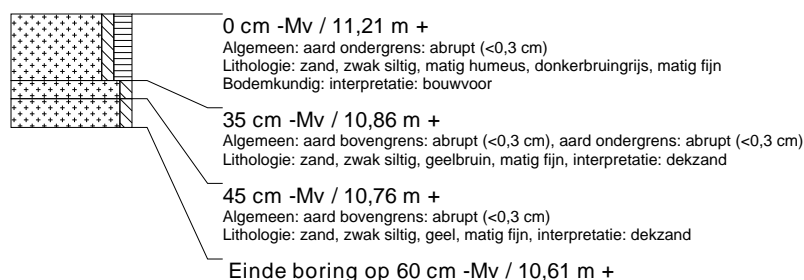 0 cm -Mv / 11,21 m +
Algemeen: aard ondergrens: abrupt (<0,3 cm)
Lithologie: zand, zwak siltig, matig humeus, donkerbruingrijs, matig fijn
Bodemkundig: interpretatie: bouwvoor
35 cm -Mv / 10,86 m +
Algemeen: aard bovengrens: abrupt (<0,3 cm), aard ondergrens: abrupt (<0,3 cm)
Lithologie: zand, zwak siltig, geelbruin, matig fijn, interpretatie: dekzand
45 cm -Mv / 10,76 m +
Algemeen: aard bovengrens: abrupt (<0,3 cm)
Lithologie: zand, zwak siltig, geel, matig fijn, interpretatie: dekzand
Einde boring op 60 cm -Mv / 10,61 m +